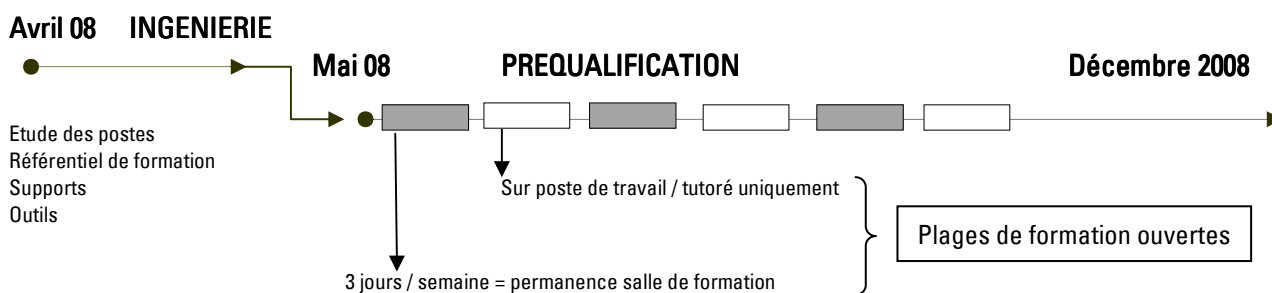 Avril 08 INGENIERIE
Mai 08 PREQUALIFICATION Décembre 2008
Etude des postes
Référentiel de formation
Supports
Outils
Sur poste de travail / tutoré uniquement
Plages de formation ouvertes
3 jours / semaine = permanence salle de formation